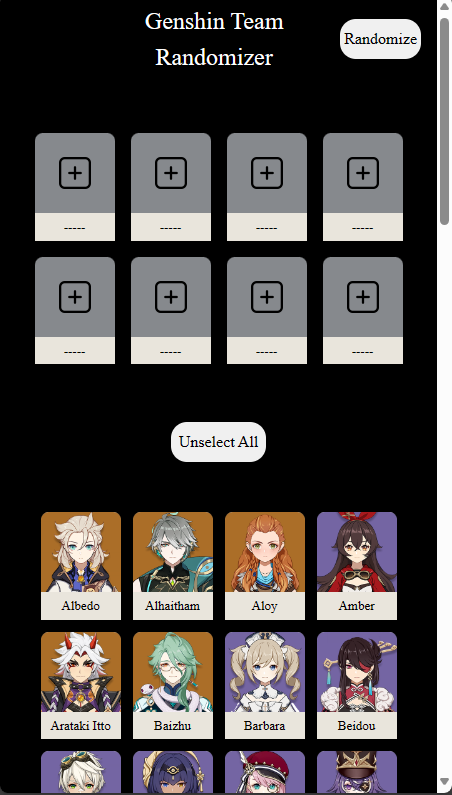 Genshin Team
Randomizer
Randomize
----- ----- ----- -----
----- ----- ----- -----
Unselect All
Albedo Alhaitham Aloy Amber
Arataki Itto Baizhu Barbara Beidou